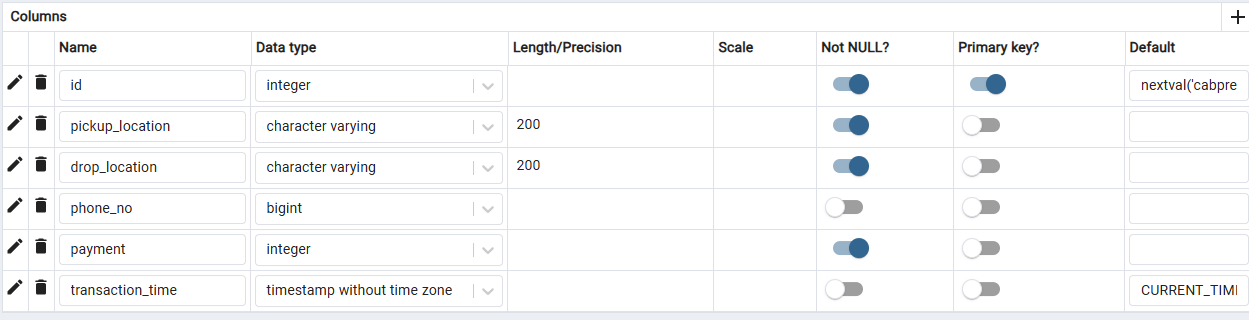 Columns
Name Data type Length/Precision Scale Not NULL? Primary key? Default
id integer nextval('cabpre
pickup_location character varying 200
drop_location character varying 200
phone_no bigint
payment integer
transaction_time timestamp without time zone CURRENT_TIM